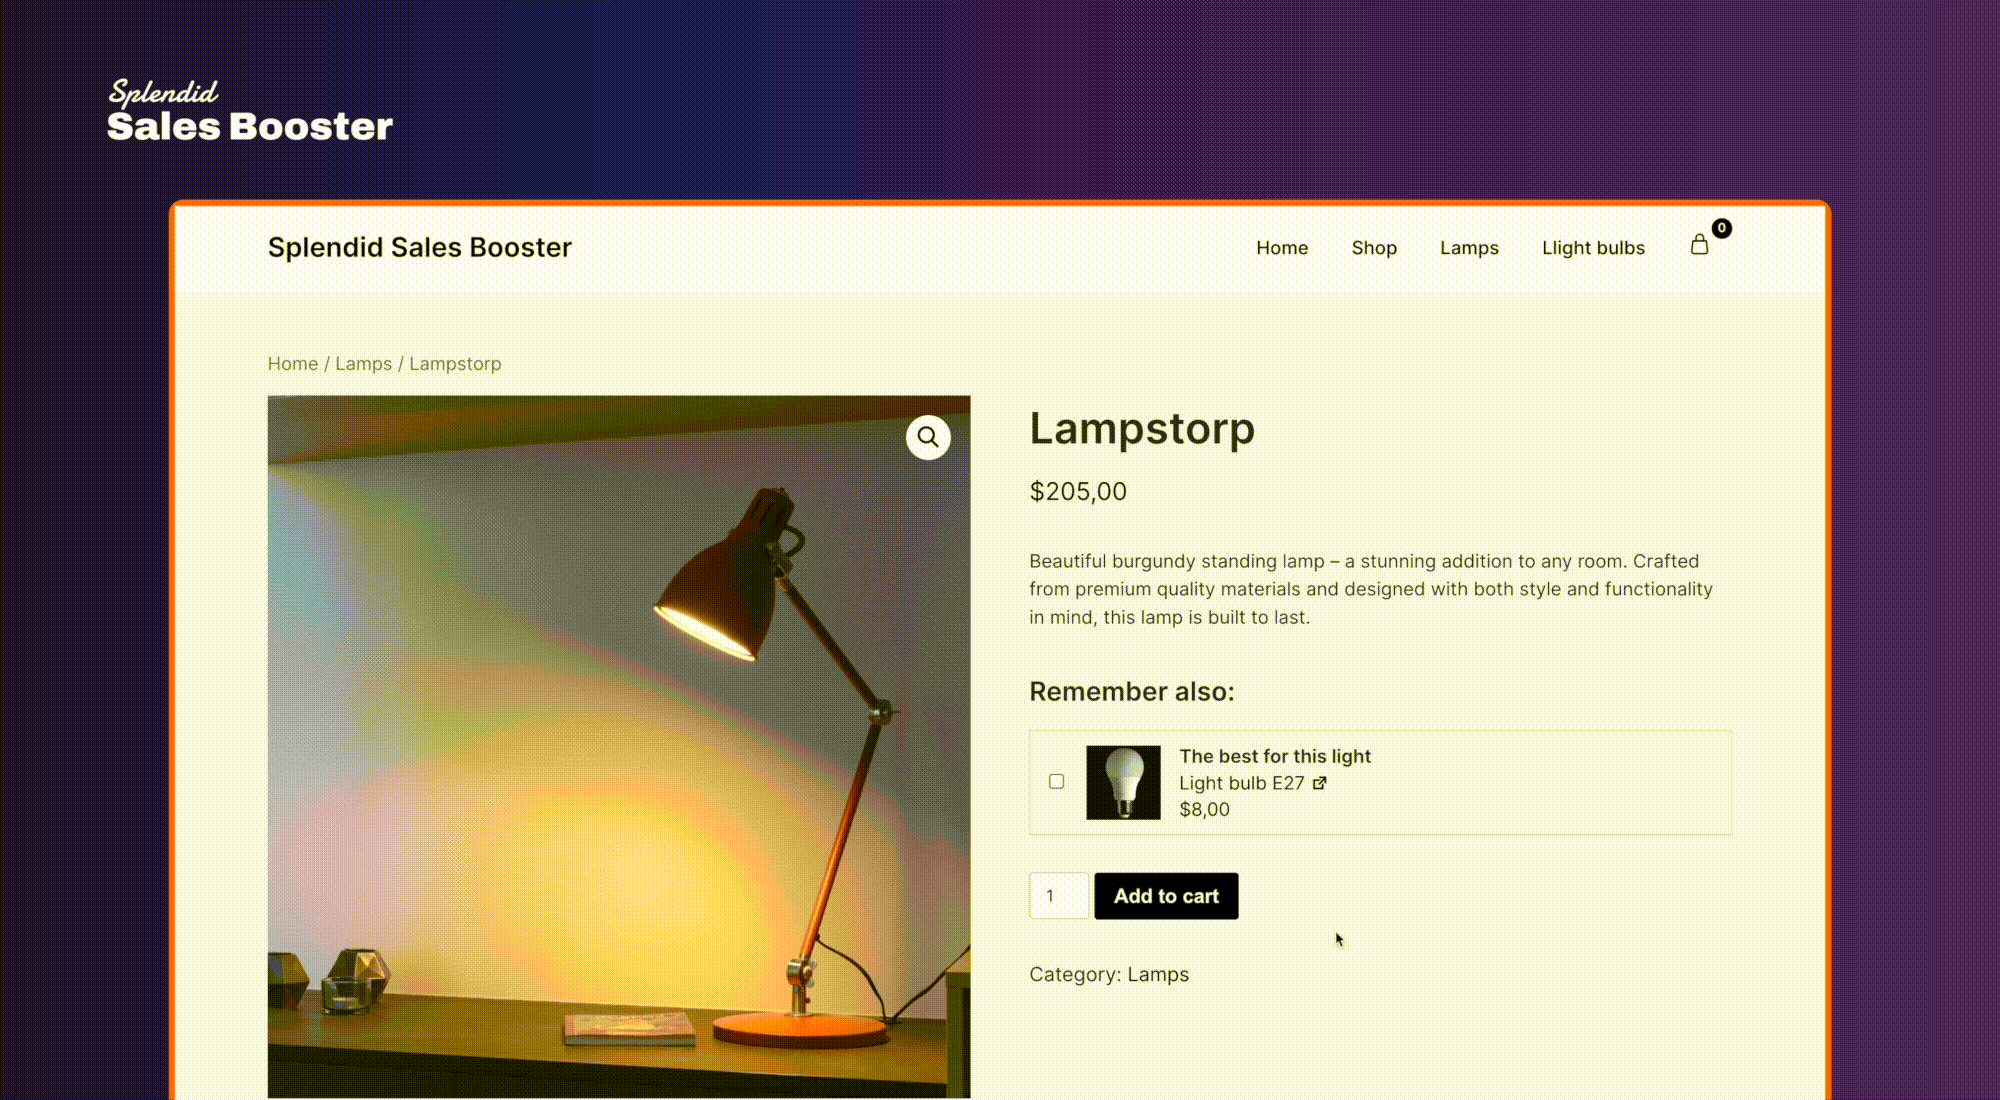 Splendid
Sales Booster
Splendid Sales Booster
Home
Shop
Lamps
Llight bulbs
0
Home / Lamps / Lampstorp
Lampstorp
$205,00
Beautiful burgundy standing lamp – a stunning addition to any room. Crafted
from premium quality materials and designed with both style and functionality
in mind, this lamp is built to last.
Remember also:
The best for this light
Light bulb E27
$8,00
1
Add to cart
Category: Lamps